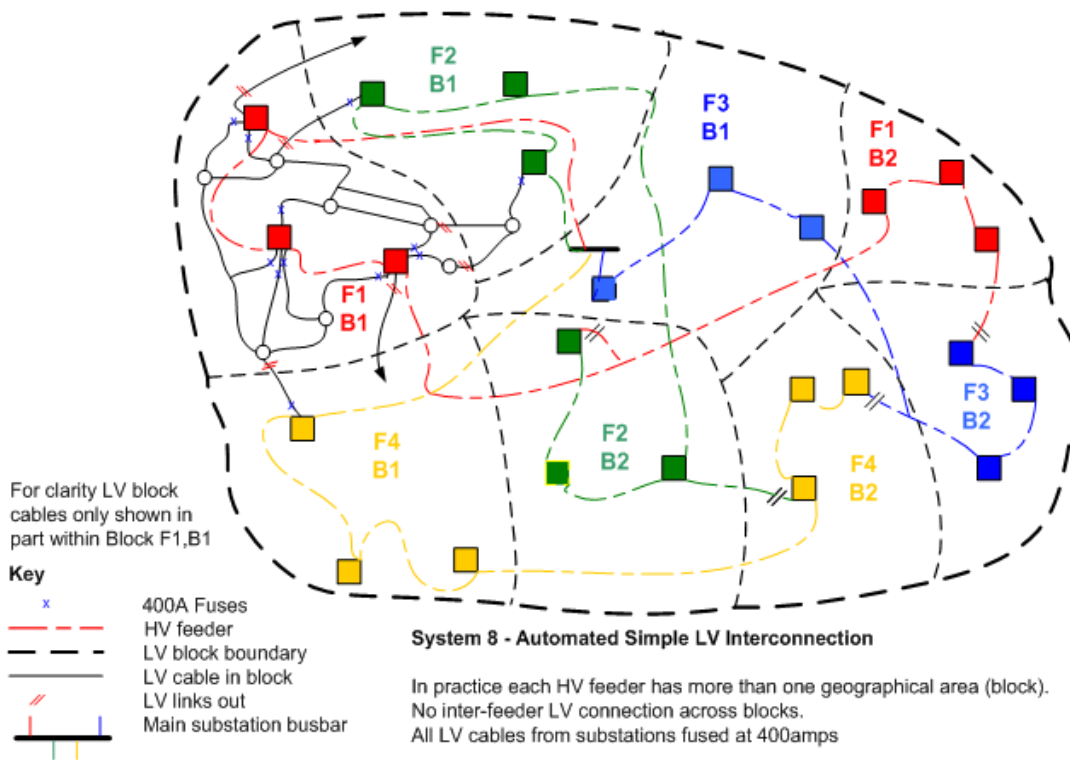 F2
B1
F3
B1
F1
B2
F1
B1
F3
B2
F2
B2
F4
B1
F4
B2
For clarity LV block
cables only shown in
part within Block F1,B1
Key
x 400A Fuses
HV feeder
LV block boundary
LV cable in block
LV links out
Main substation busbar
System 8 - Automated Simple LV Interconnection
In practice each HV feeder has more than one geographical area (block).
No inter-feeder LV connection across blocks.
All LV cables from substations fused at 400amps